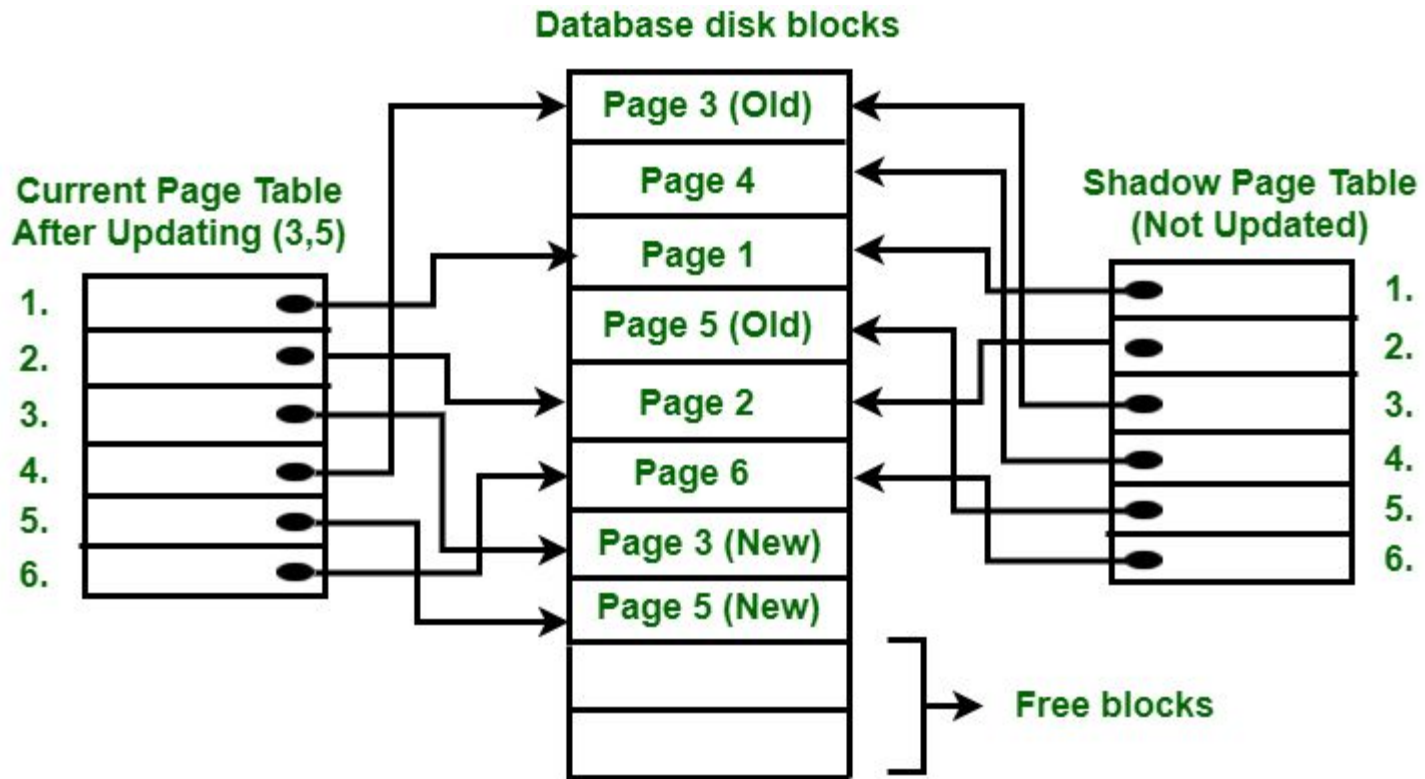 Database disk blocks
Current Page Table
After Updating (3,5)
1.
2.
3.
4.
5.
6.
Page 3 (Old)
Page 4
Page 1
Page 5 (Old)
Page 2
Page 6
Page 3 (New)
Page 5 (New)
Shadow Page Table
(Not Updated)
1.
2.
3.
4.
5.
6.
Free blocks